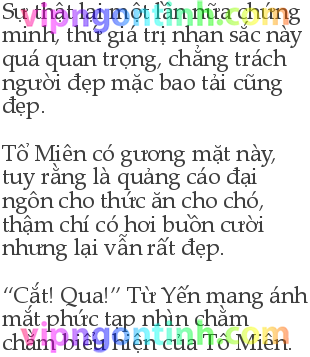 Sự thật lại một lần nữa chứng
minh, thứ giá trị nhan sắc này
quá quan trọng, chẳng trách
người đẹp mặc bao tải cũng
đẹp.
Tô Miên có gương mặt này,
tuy rằng là quảng cáo đại
ngôn cho thức ăn cho chó,
thậm chí có hơi buồn cười
nhưng lại vẫn rất đẹp.
“Cắt! Qua!” Từ Yến mang ánh
mắt phức tạp nhìn chằm
chằm biểu hiện của Tô Miên.
vipngontinh.com
vipngontinh.com